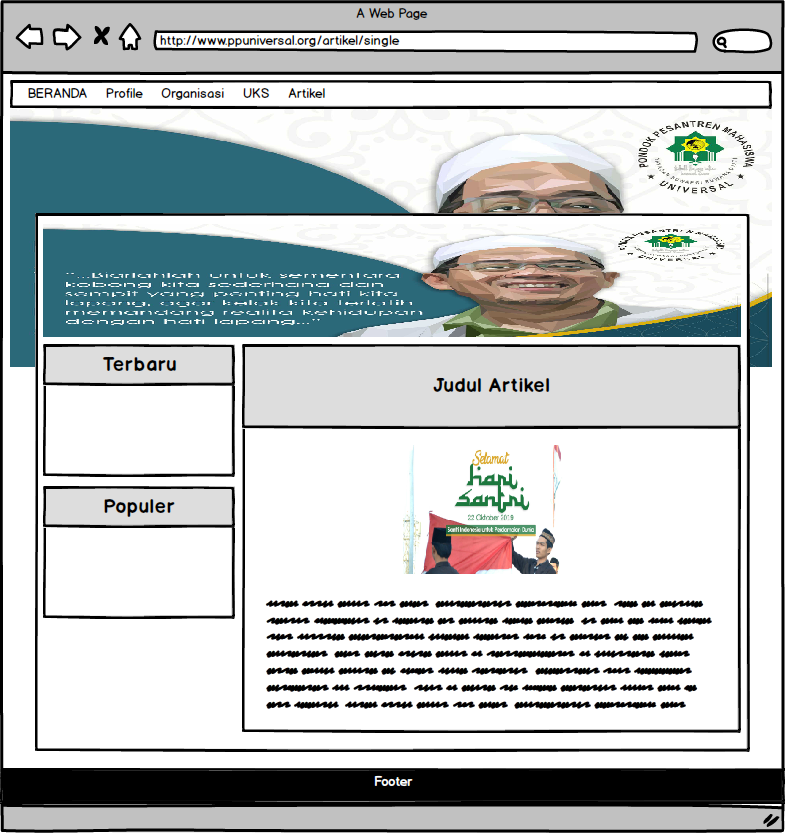 A Web Page
http://www.ppuniversal.org/artikel/single
BERANDA Profile Organisasi UKS Artikel
PONDOK PESANTREN MAHASISWA
UNIVERSAL
"...Biarlahlah untuk sementara
kobong kita sederhana dan
sempit yang penting hati kita
lapang, agar kelak kita terlatih
memandang realita kehidupan
dengan hati lapang..."
UNIVERSAL
Terbaru
Populer
Judul Artikel
Selamat
hari
santri
22 Oktober 2019
Santri Indonesia untuk Perdamaian Dunia
Footer